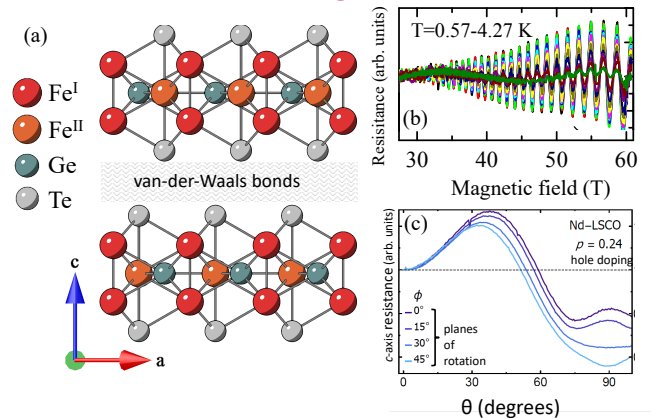 (a)
Fe^I
Fe^II
Ge
Te
van-der-Waals bonds
c
a
T=0.57-4.27 K
(b)
Resisitance (arb. units)
30 40 50 60
Magnetic field (T)
(c)
Nd-LSCO
p = 0.24
hole doping
c-axis resistance (arb. units)
ϕ
0°
15°
30°
45°
planes
of
rotation
0 30 60 90
θ (degrees)